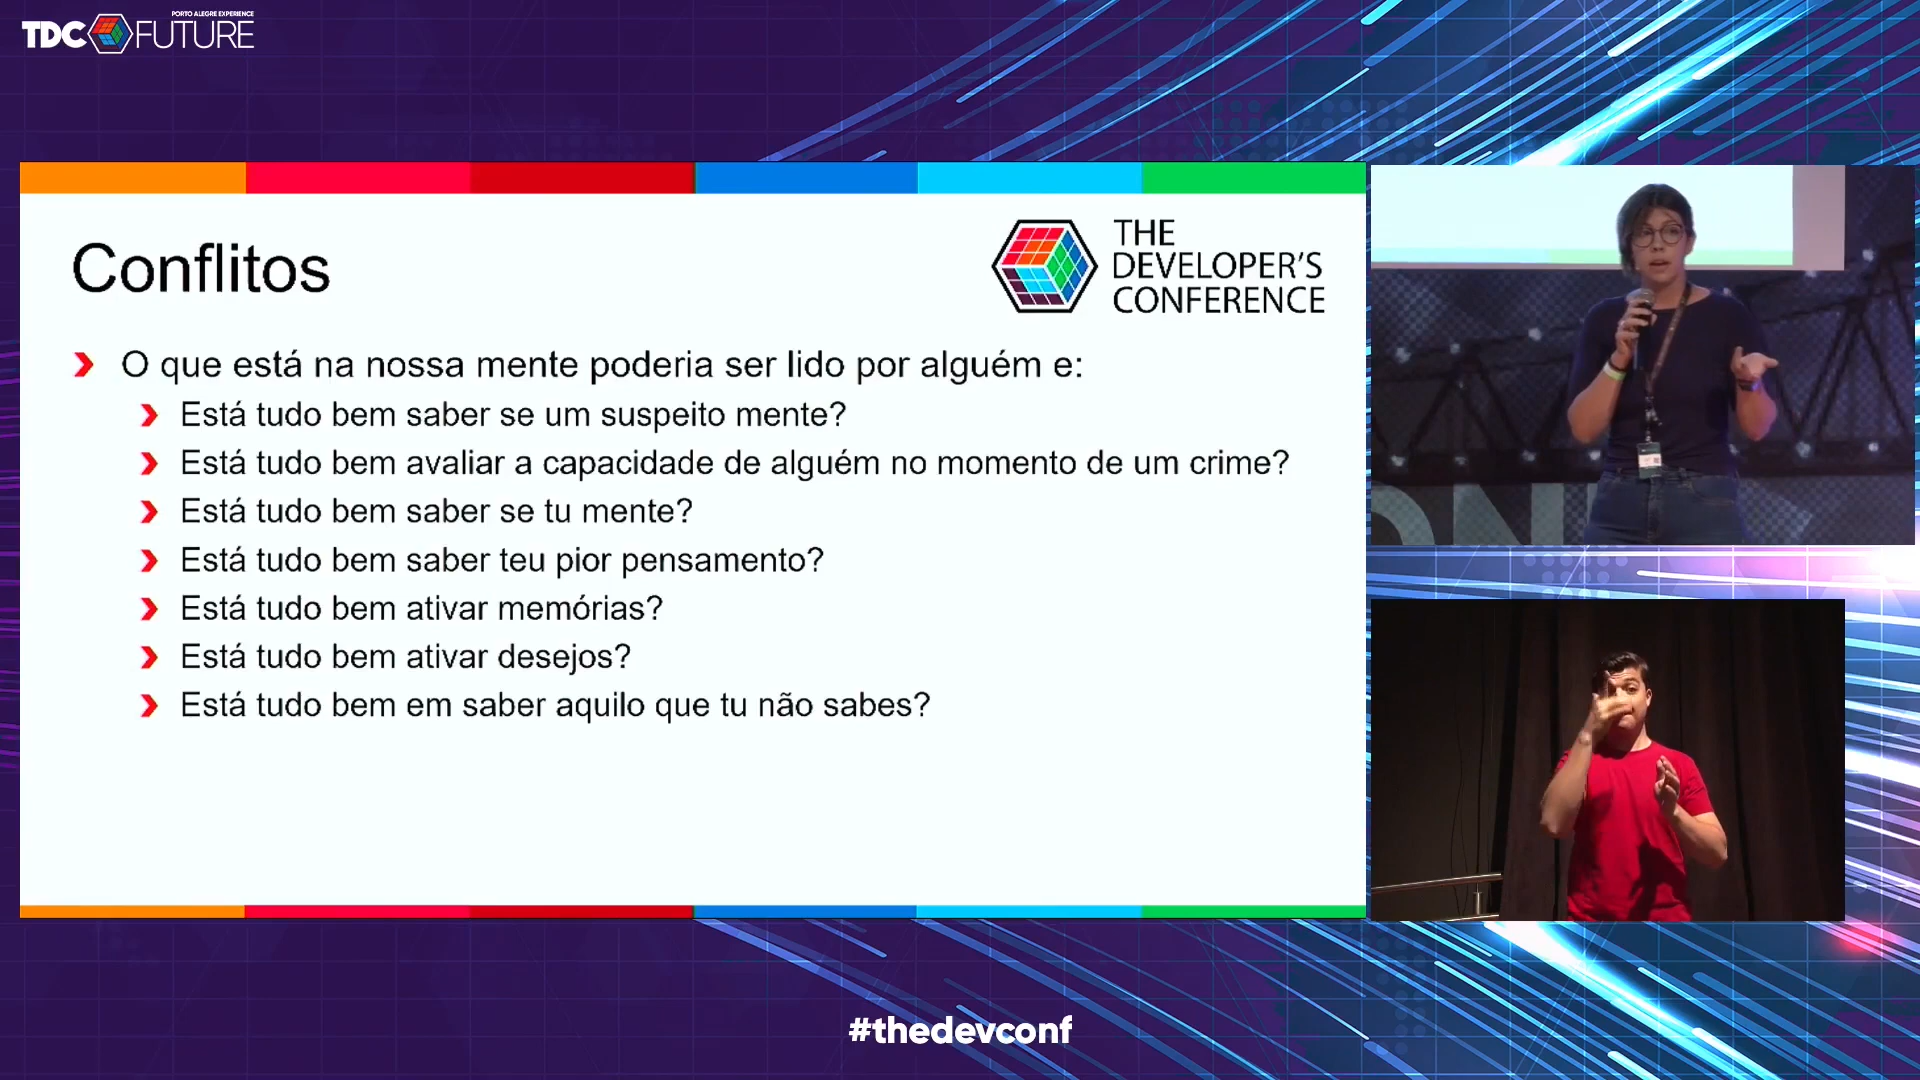 PORTO ALEGRE EXPERIENCE
TDC FUTURE
Conflitos
THE
DEVELOPER'S
CONFERENCE
O que está na nossa mente poderia ser lido por alguém e:
Está tudo bem saber se um suspeito mente?
Está tudo bem avaliar a capacidade de alguém no momento de um crime?
Está tudo bem saber se tu mente?
Está tudo bem saber teu pior pensamento?
Está tudo bem ativar memórias?
Está tudo bem ativar desejos?
Está tudo bem em saber aquilo que tu não sabes?
#thedevconf